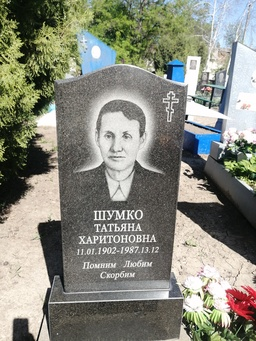 ШУМКО
ТАТЬЯНА
ХАРИТОНОВНА
11.01.1902-1987.13.12
Помним Любим
Скорбим